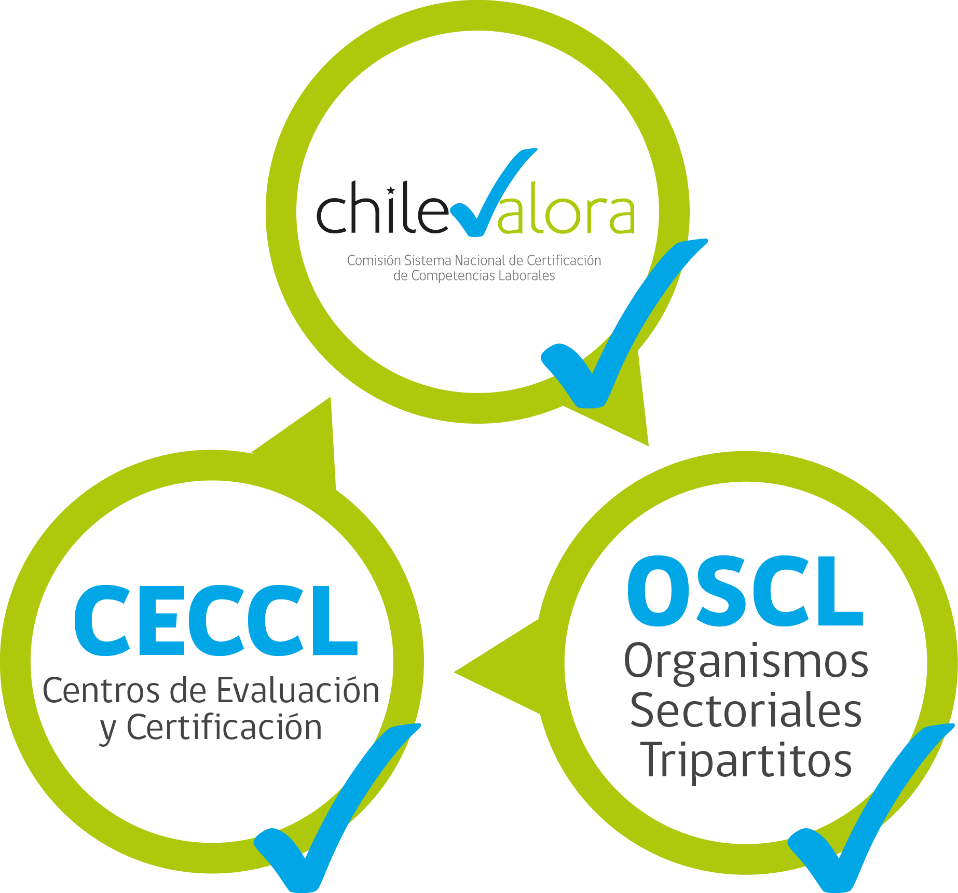 chilevalora
Comisión Sistema Nacional de Certificación
de Competencias Laborales
CECCL
Centros de Evaluación
y Certificación
OSCL
Organismos
Sectoriales
Tripartitos